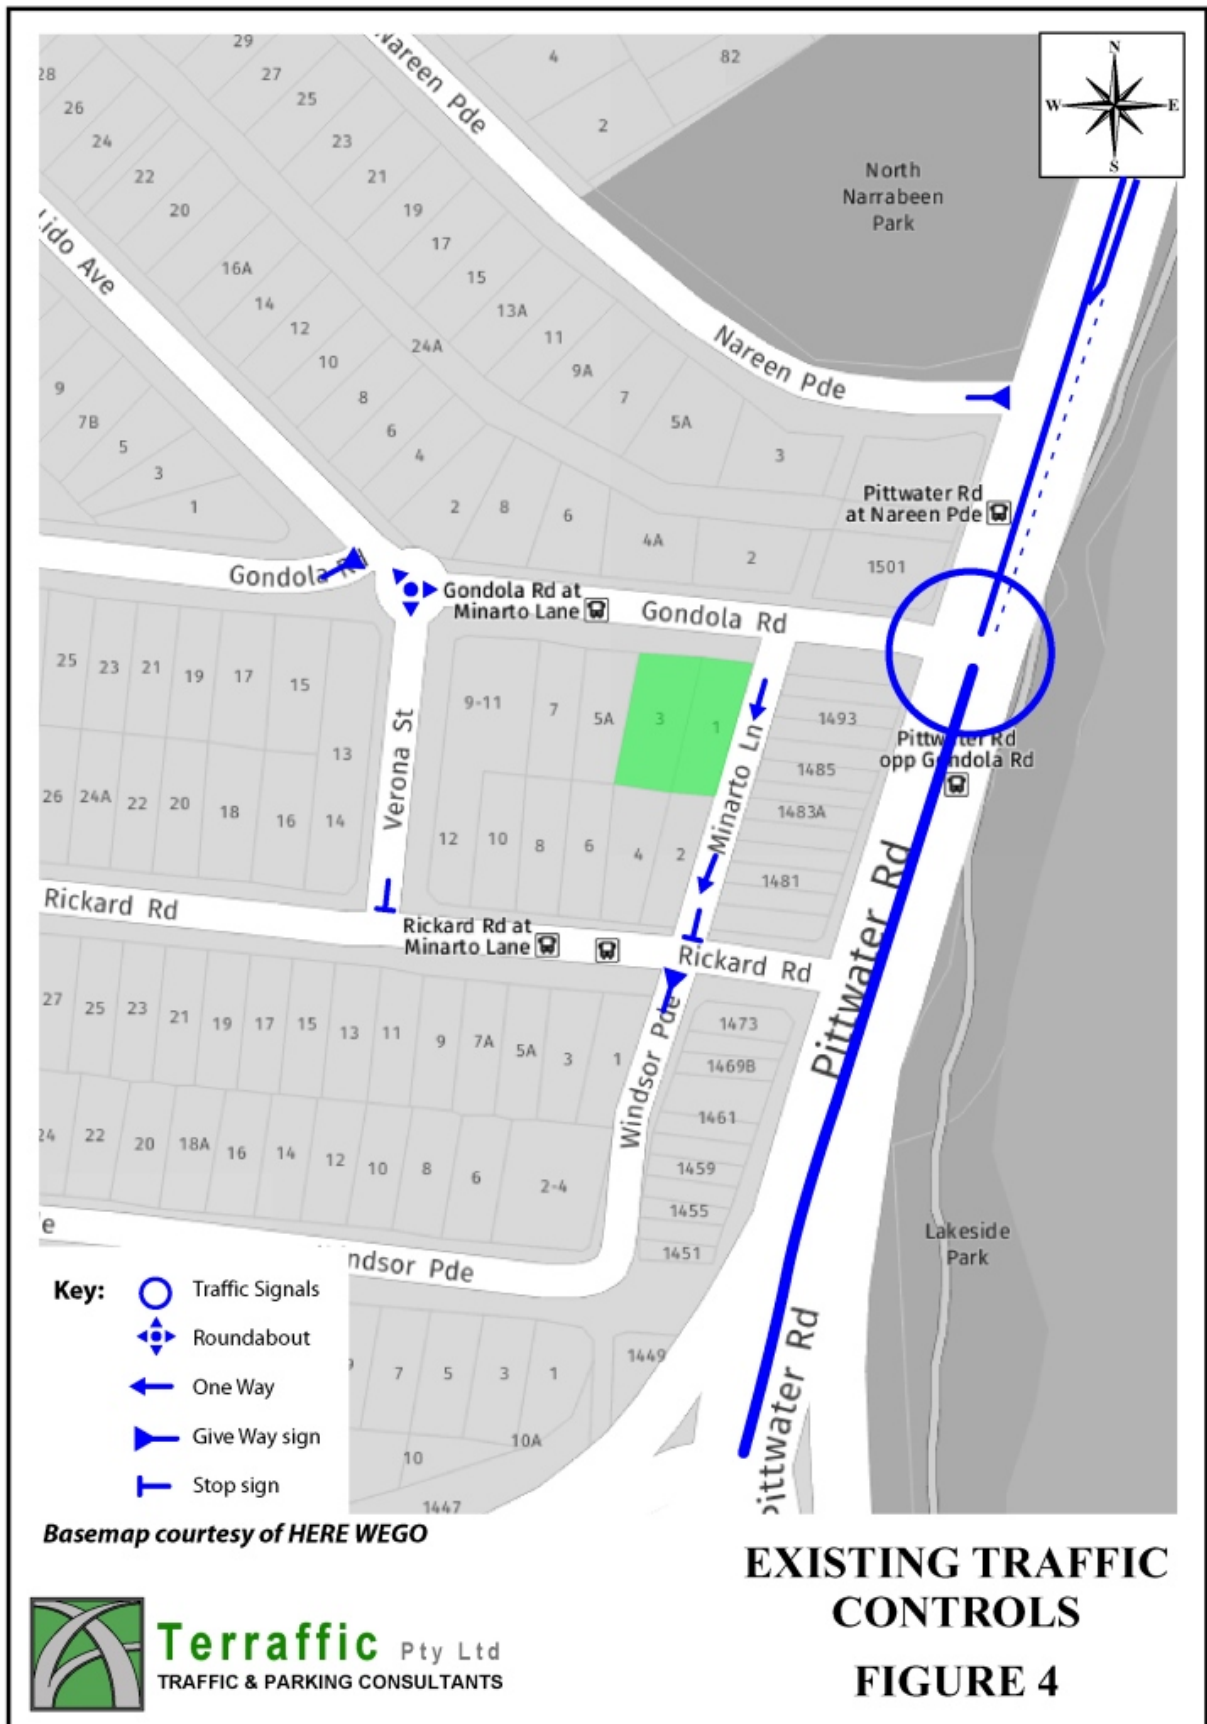 Nareen Pde
29
28
27
26
25
24
23
22
21
20
19
4
82
2
N
W
E
S
North
Narrabeen
Park
Lido Ave
16A
17
14
15
12
13A
10
24A
11
8
9A
6
7
4
5A
3
Nareen Pde
9
7B
5
3
1
2
8
6
4A
2
1501
Pittwater Rd
at Nareen Pde
Gondola Rd
Gondola Rd at
Minarto Lane
Gondola Rd
25
23
21
19
17
15
13
26
24A
22
20
18
16
14
Verona St
9-11
7
5A
3
1
12
10
8
6
4
2
Minarto Ln
1493
1485
1483A
1481
Pittwater Rd
opp Gondola Rd
Pittwater Rd
Rickard Rd
Rickard Rd at
Minarto Lane
Rickard Rd
27
25
23
21
19
17
15
13
11
9
7A
5A
3
1
Windsor Pde
1473
1469B
1461
1459
1455
1451
24
22
20
18A
16
14
12
10
8
6
2-4
Lakeside
Park
ndsor Pde
Pittwater Rd
7
5
3
1
1449
10
10A
1447
Key:
Traffic Signals
Roundabout
One Way
Give Way sign
Stop sign
Basemap courtesy of HERE WEGO
EXISTING TRAFFIC
CONTROLS
FIGURE 4
Terraffic Pty Ltd
TRAFFIC & PARKING CONSULTANTS